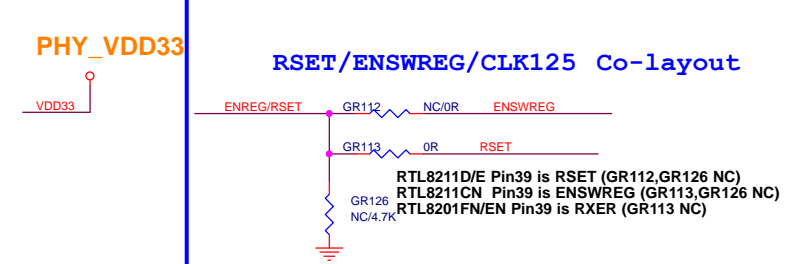 PHY_VDD33
VDD33
RSET/ENSWREG/CLK125 Co-layout
ENREG/RSET GR112 NC/0R ENSWREG
GR113 0R RSET
RTL8211D/E Pin39 is RSET (GR112,GR126 NC)
RTL8211CN Pin39 is ENSWREG (GR113,GR126 NC)
RTL8201FN/EN Pin39 is RXER (GR113 NC)
GR126
NC/4.7K